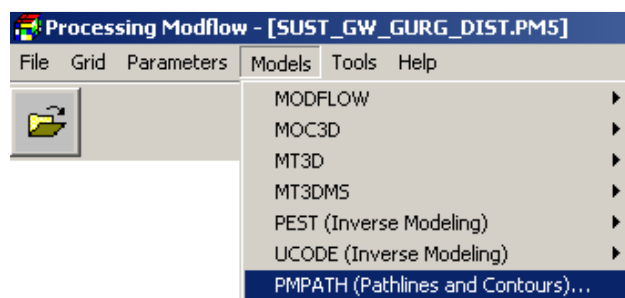 Processing Modflow - [SUST_GW_GURG_DIST.PM5]
File Grid Parameters Models Tools Help
MODFLOW
MOC3D
MT3D
MT3DMS
PEST (Inverse Modeling)
UCODE (Inverse Modeling)
PMPATH (Pathlines and Contours)...